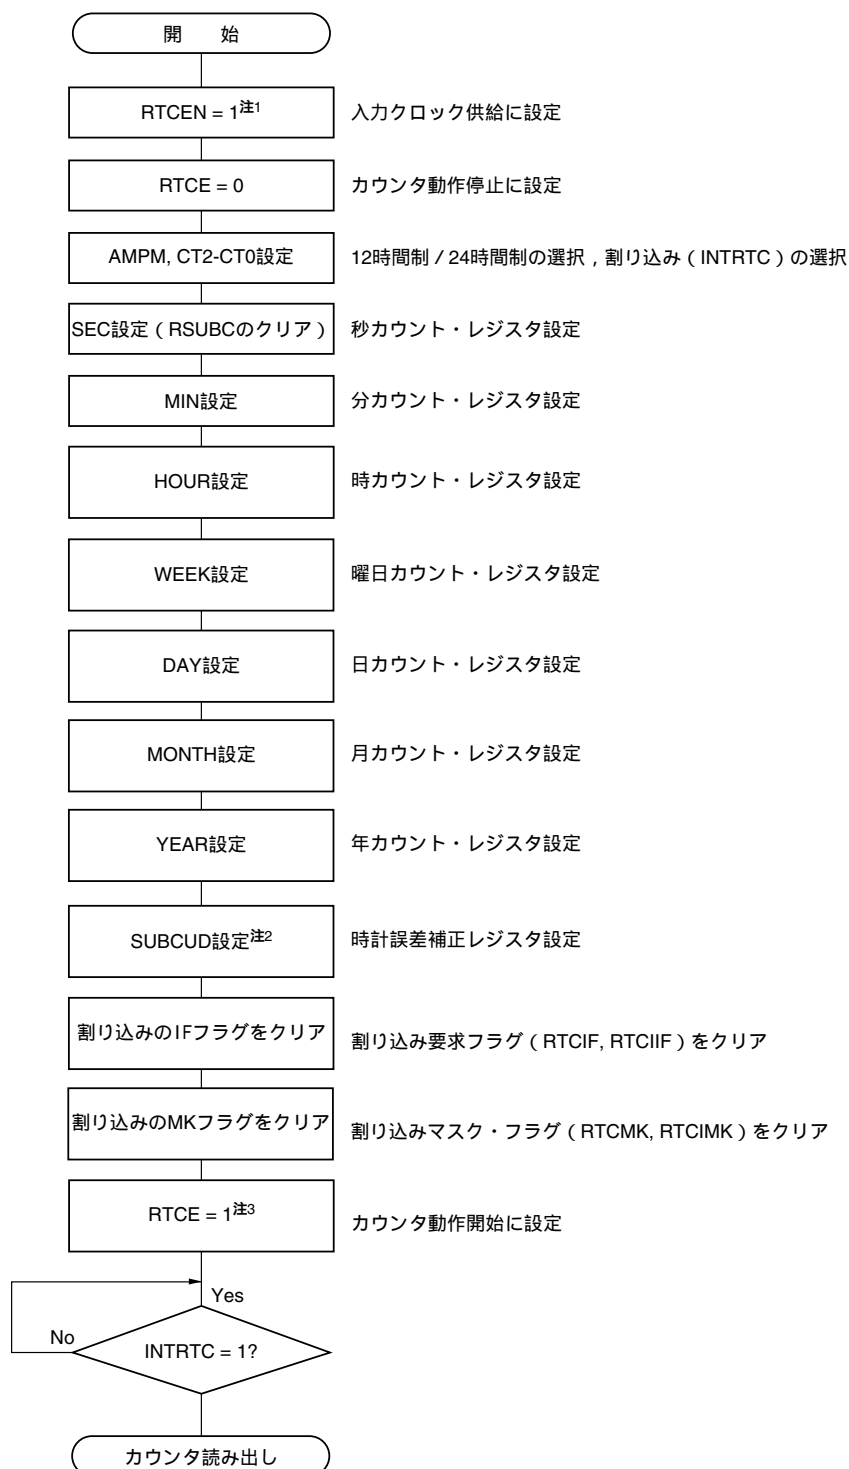 開　始
RTCEN = 1注1 入力クロック供給に設定
RTCE = 0 カウンタ動作停止に設定
AMPM, CT2-CT0設定 12時間制 / 24時間制の選択 , 割り込み ( INTRTC ) の選択
SEC設定 ( RSUBCのクリア ) 秒カウント・レジスタ設定
MIN設定 分カウント・レジスタ設定
HOUR設定 時カウント・レジスタ設定
WEEK設定 曜日カウント・レジスタ設定
DAY設定 日カウント・レジスタ設定
MONTH設定 月カウント・レジスタ設定
YEAR設定 年カウント・レジスタ設定
SUBCUD設定注2 時計誤差補正レジスタ設定
割り込みのIFフラグをクリア 割り込み要求フラグ ( RTCIF, RTCIIF ) をクリア
割り込みのMKフラグをクリア 割り込みマスク・フラグ ( RTCMK, RTCIMK ) をクリア
RTCE = 1注3 カウンタ動作開始に設定
Yes
No
INTRTC = 1?
カウンタ読み出し